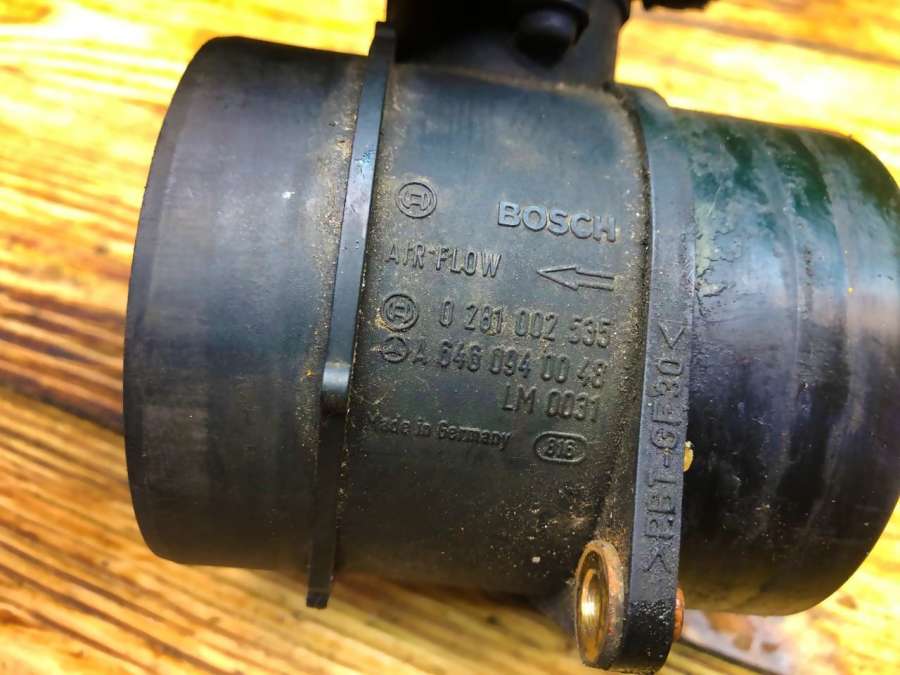 BOSCH
AIR FLOW
0 281 002 535
A 646 094 00 48
LM 0031
Made in Germany 816
>PBT-GF30<